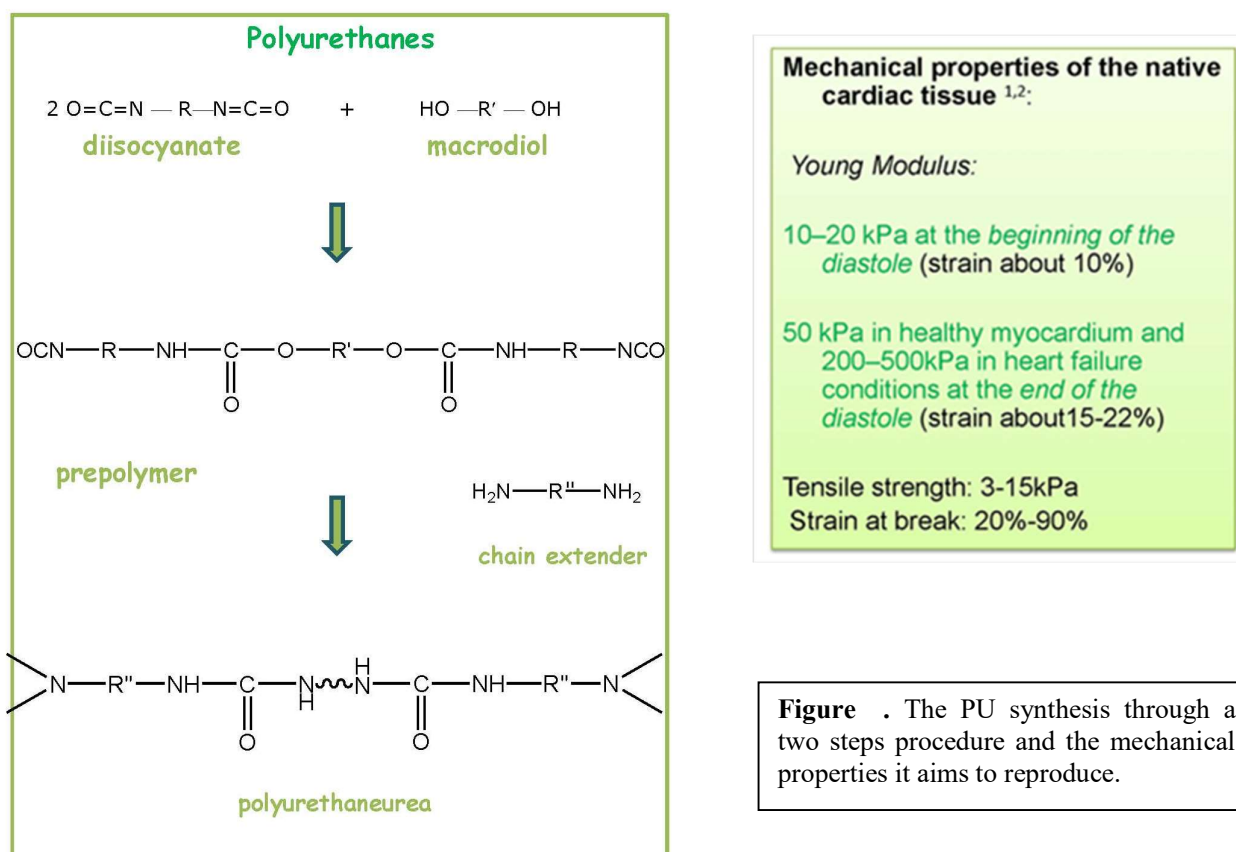 Polyurethanes
2 O=C=N — R—N=C=O + HO —R' — OH
diisocyanate macrodiol
OCN—R—NH—C—O—R'—O—C—NH—R—NCO
O O
prepolymer
H₂N—R"—NH₂
chain extender
H
N—R"—NH—C—N~N—C—NH—R"—N
H
O O
polyurethaneurea
Mechanical properties of the native
cardiac tissue 1,2:
Young Modulus:
10–20 kPa at the beginning of the
diastole (strain about 10%)
50 kPa in healthy myocardium and
200–500kPa in heart failure
conditions at the end of the
diastole (strain about15-22%)
Tensile strength: 3-15kPa
Strain at break: 20%-90%
Figure . The PU synthesis through a
two steps procedure and the mechanical
properties it aims to reproduce.